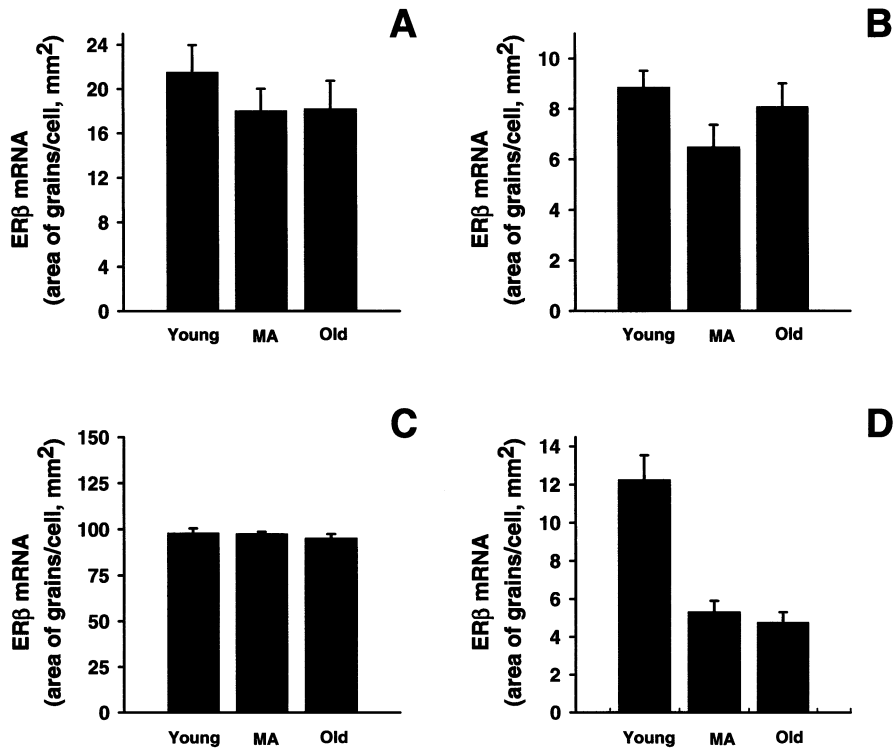 A
ERβ mRNA
(area of grains/cell, mm²)
24
20
16
12
8
4
0
Young MA Old
B
ERβ mRNA
(area of grains/cell, mm²)
10
8
6
4
2
0
Young MA Old
C
ERβ mRNA
(area of grains/cell, mm²)
150
125
100
75
50
25
0
Young MA Old
D
ERβ mRNA
(area of grains/cell, mm²)
14
12
10
8
6
4
2
0
Young MA Old